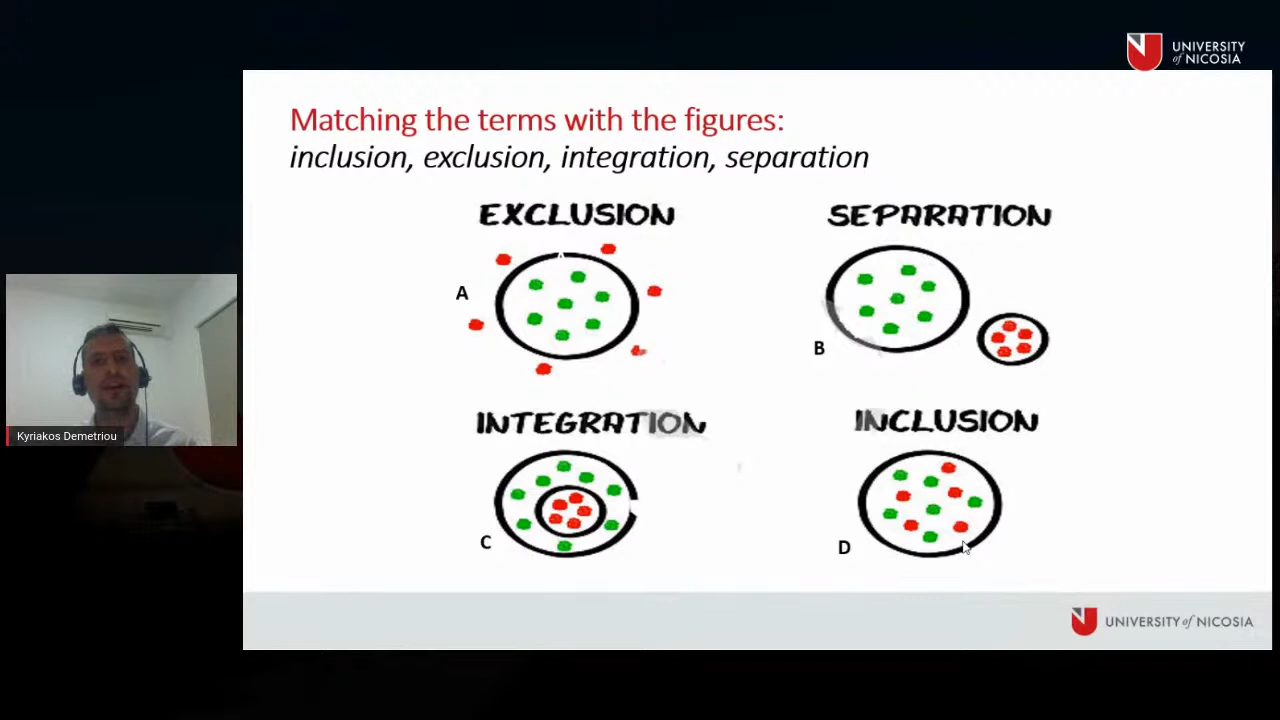 UNIVERSITY
of NICOSIA
Matching the terms with the figures:
inclusion, exclusion, integration, separation
EXCLUSION
SEPARATION
A
B
INTEGRATION
INCLUSION
C
D
Kyriakos Demetriou
UNIVERSITY of NICOSIA